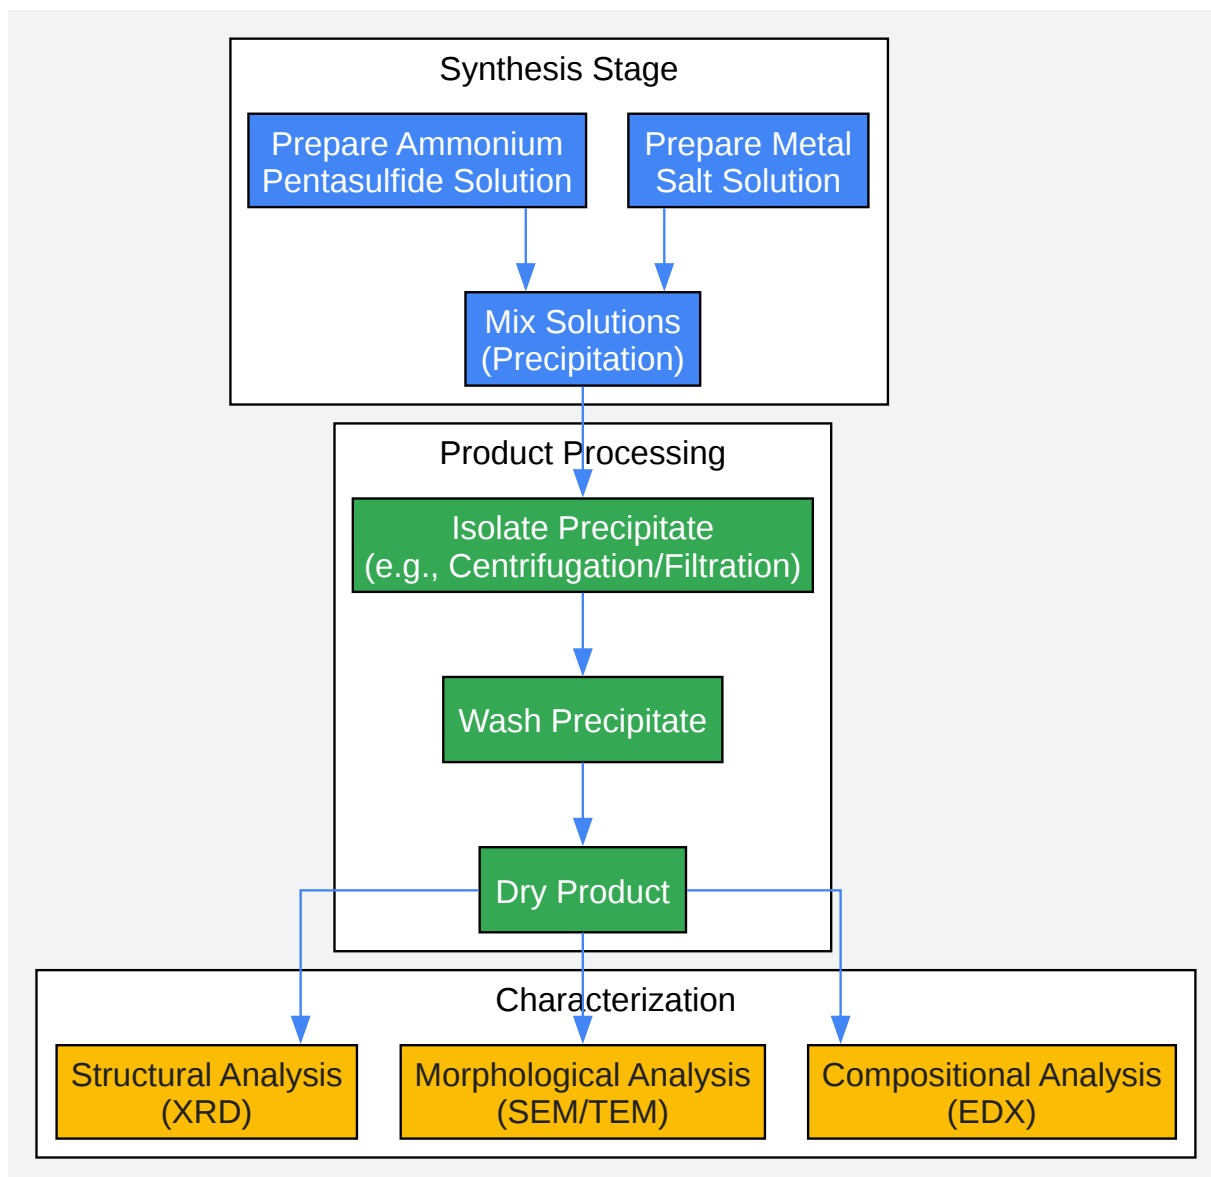 Synthesis Stage
Prepare Ammonium
Pentasulfide Solution
Prepare Metal
Salt Solution
Mix Solutions
(Precipitation)
Product Processing
Isolate Precipitate
(e.g., Centrifugation/Filtration)
Wash Precipitate
Dry Product
Characterization
Structural Analysis
(XRD)
Morphological Analysis
(SEM/TEM)
Compositional Analysis
(EDX)